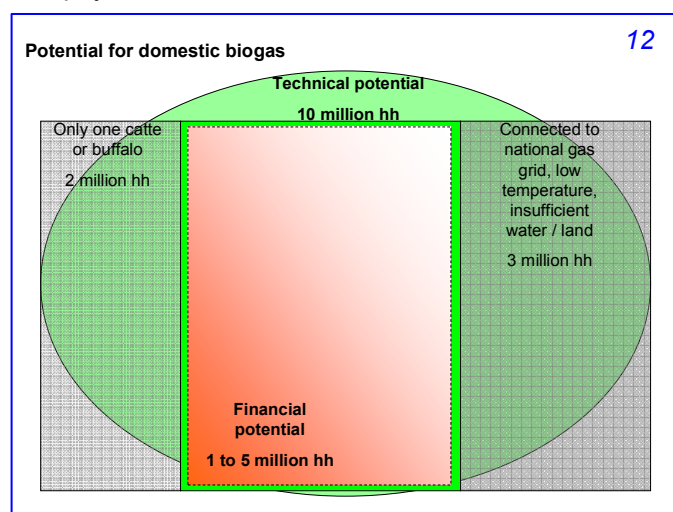 12
Potential for domestic biogas
Technical potential
10 million hh
Only one catte
or buffalo
2 million hh
Connected to
national gas
grid, low
temperature,
insufficient
water / land
3 million hh
Financial
potential
1 to 5 million hh